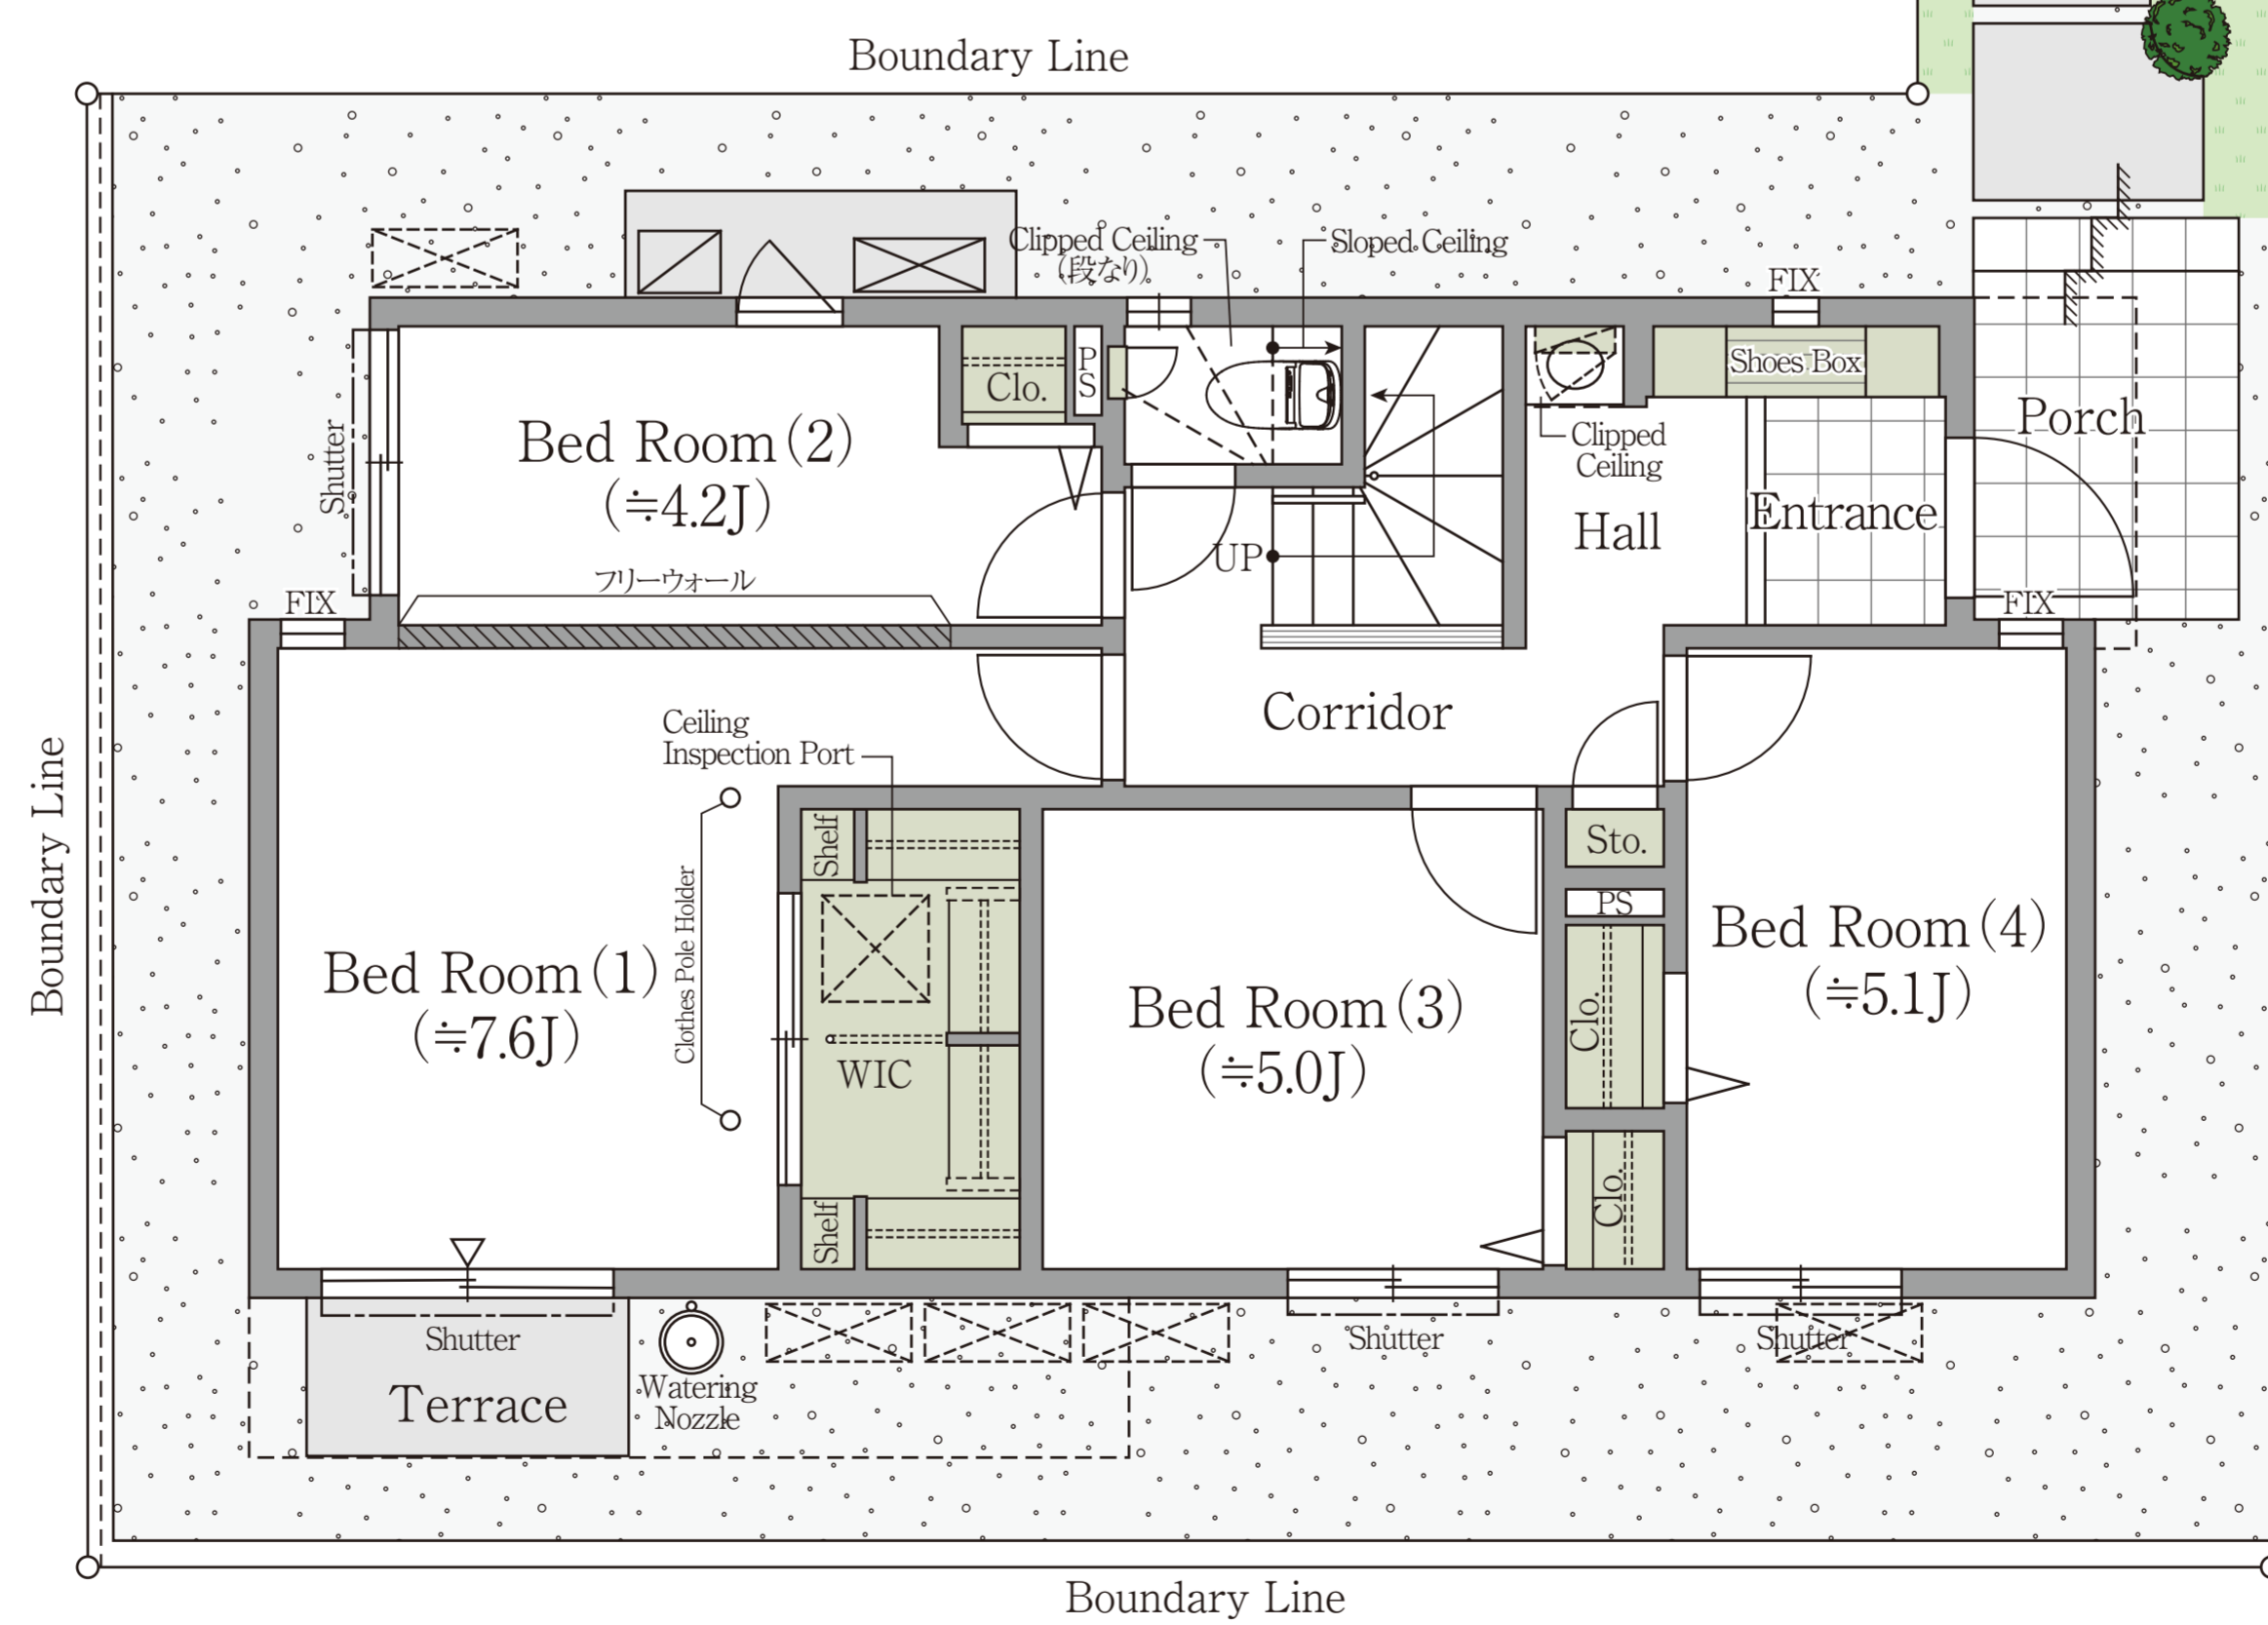 Boundary Line
Clipped Ceiling
(段なり)
Sloped Ceiling
FIX
Shoes Box
Clo.
PS
Porch
Clipped
Ceiling
Shutter
Bed Room(2)
(≒4.2J)
Hall
Entrance
UP
フリーウォール
FIX
FIX
Corridor
Ceiling
Inspection Port
Boundary Line
Shelf
Sto.
PS
Clothes Pole Holder
Bed Room(1)
(≒7.6J)
WIC
Bed Room(3)
(≒5.0J)
Clo.
Bed Room(4)
(≒5.1J)
Clo.
Shelf
Shutter
Shutter
Shutter
Terrace
Watering
Nozzle
Boundary Line